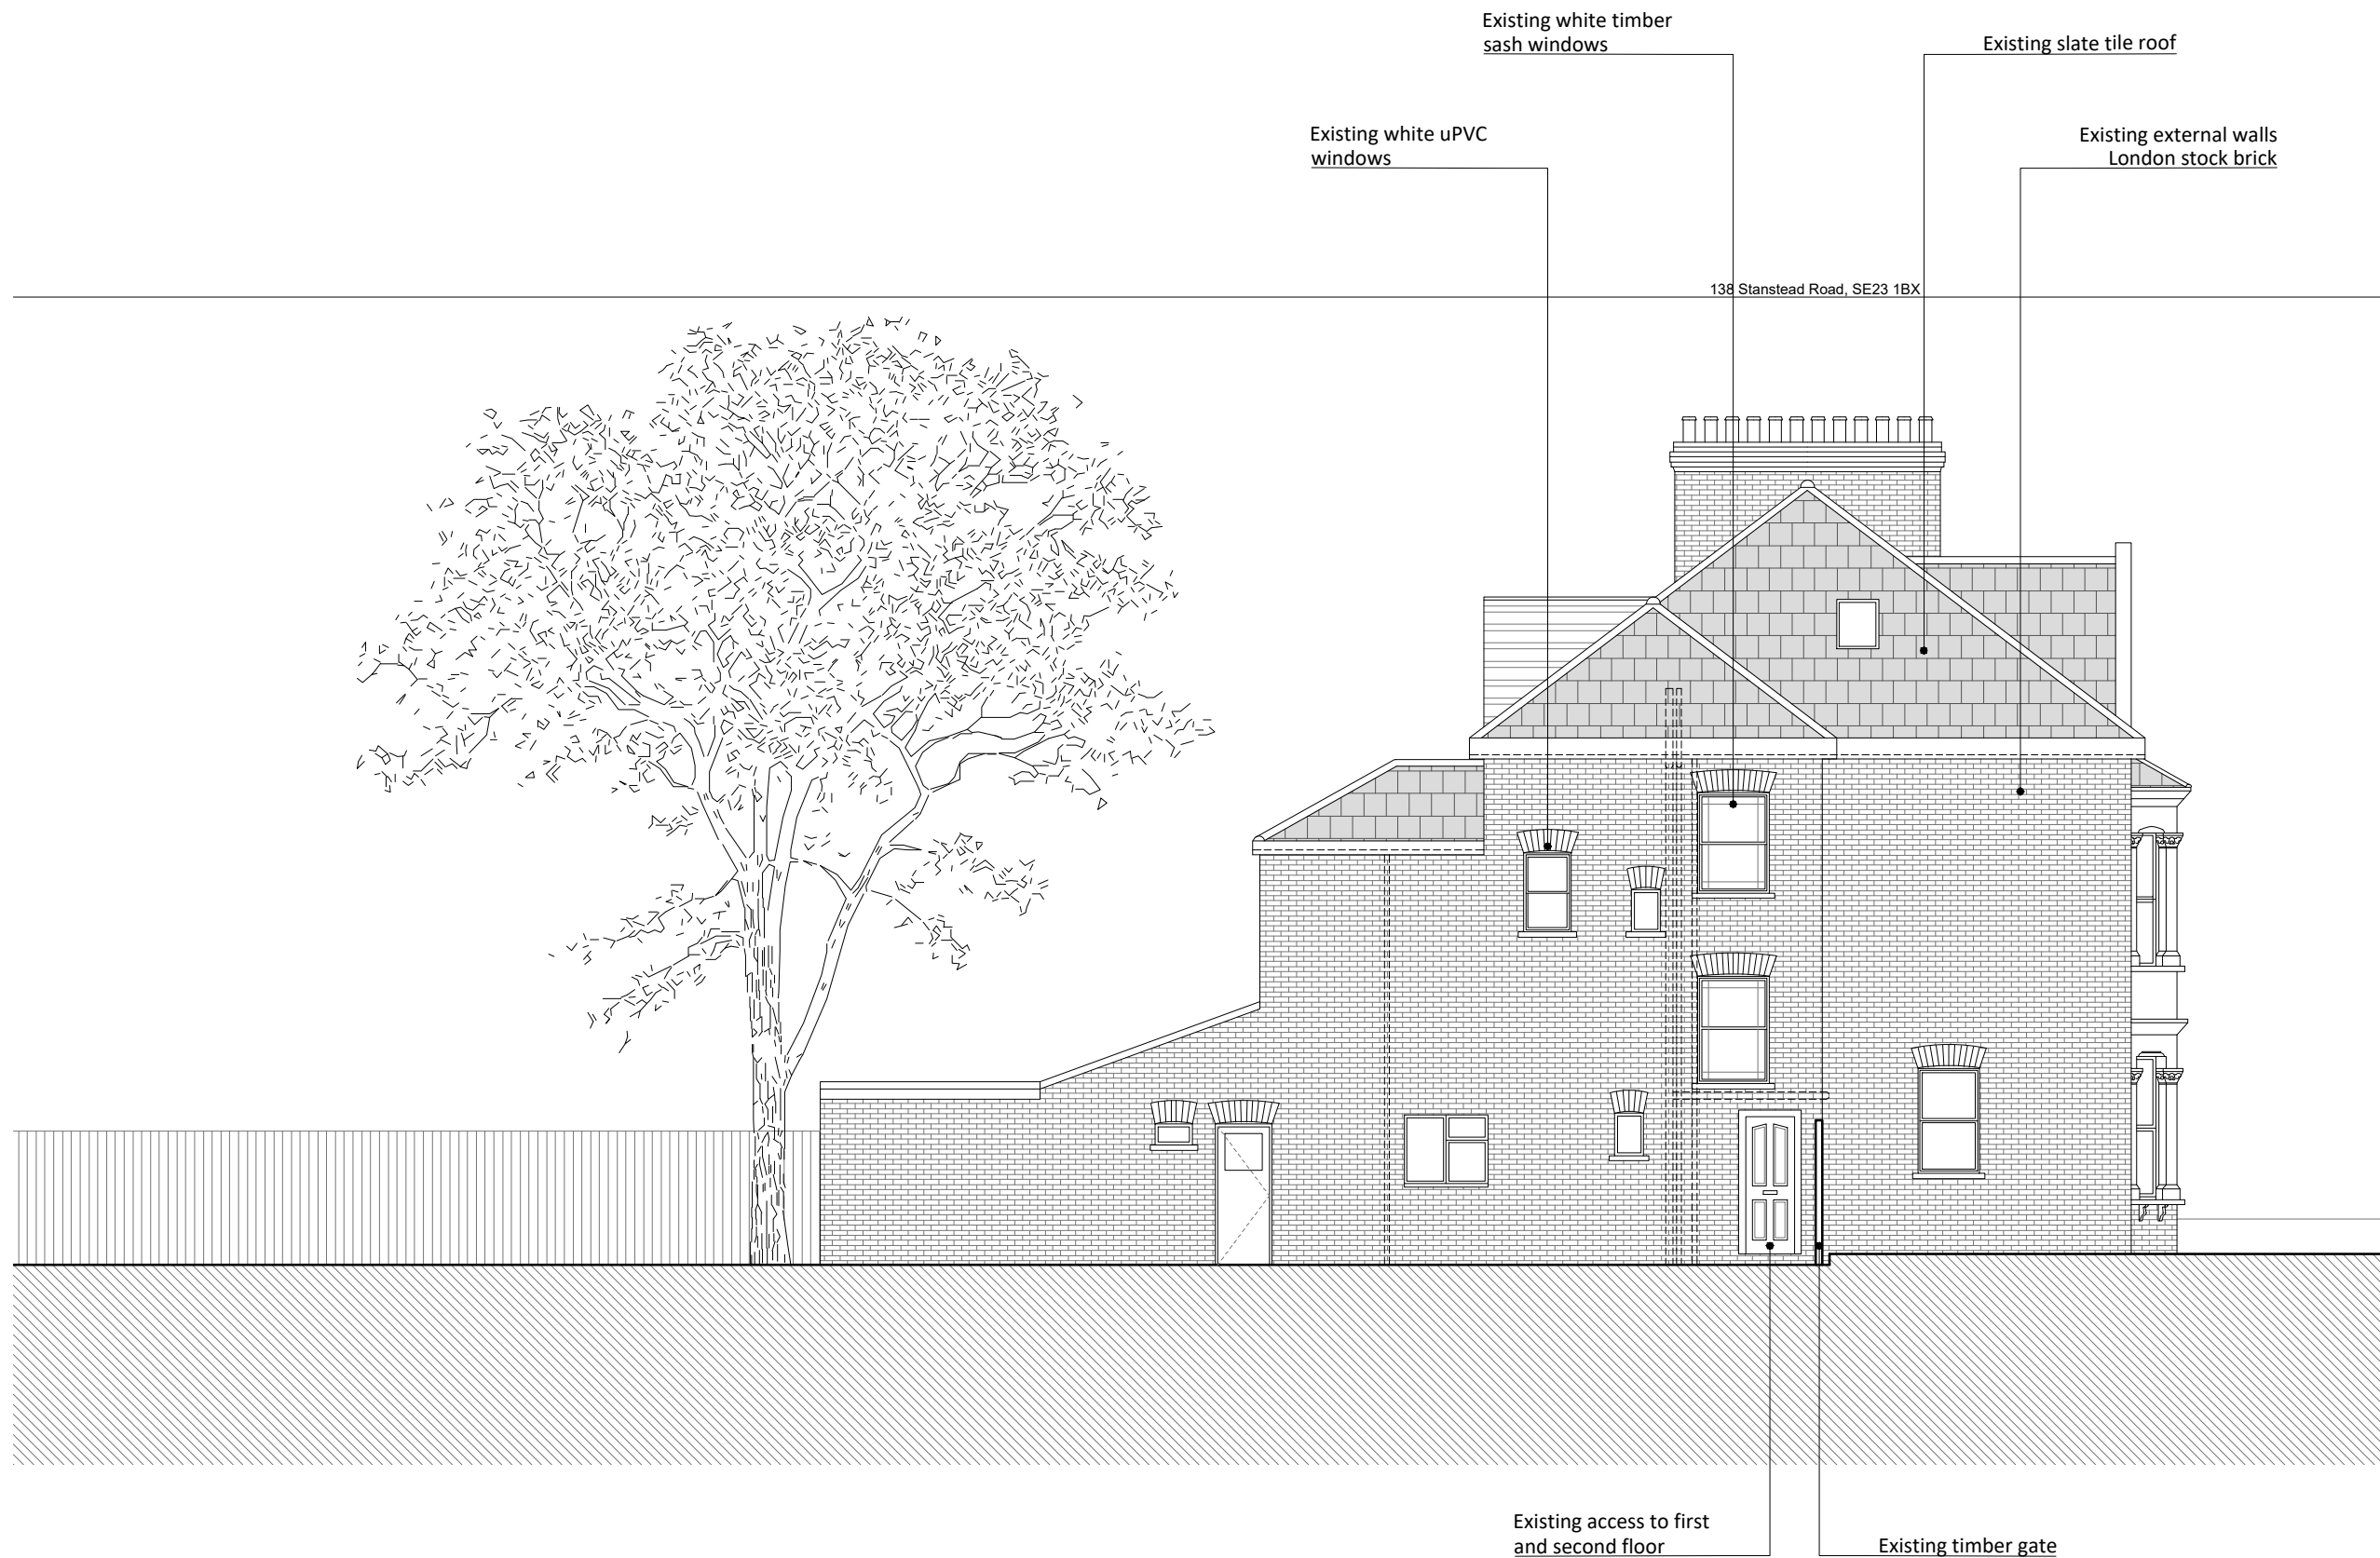 Existing white timber
sash windows
Existing slate tile roof
Existing white uPVC
windows
Existing external walls
London stock brick
138 Stanstead Road, SE23 1BX
Existing access to first
and second floor
Existing timber gate